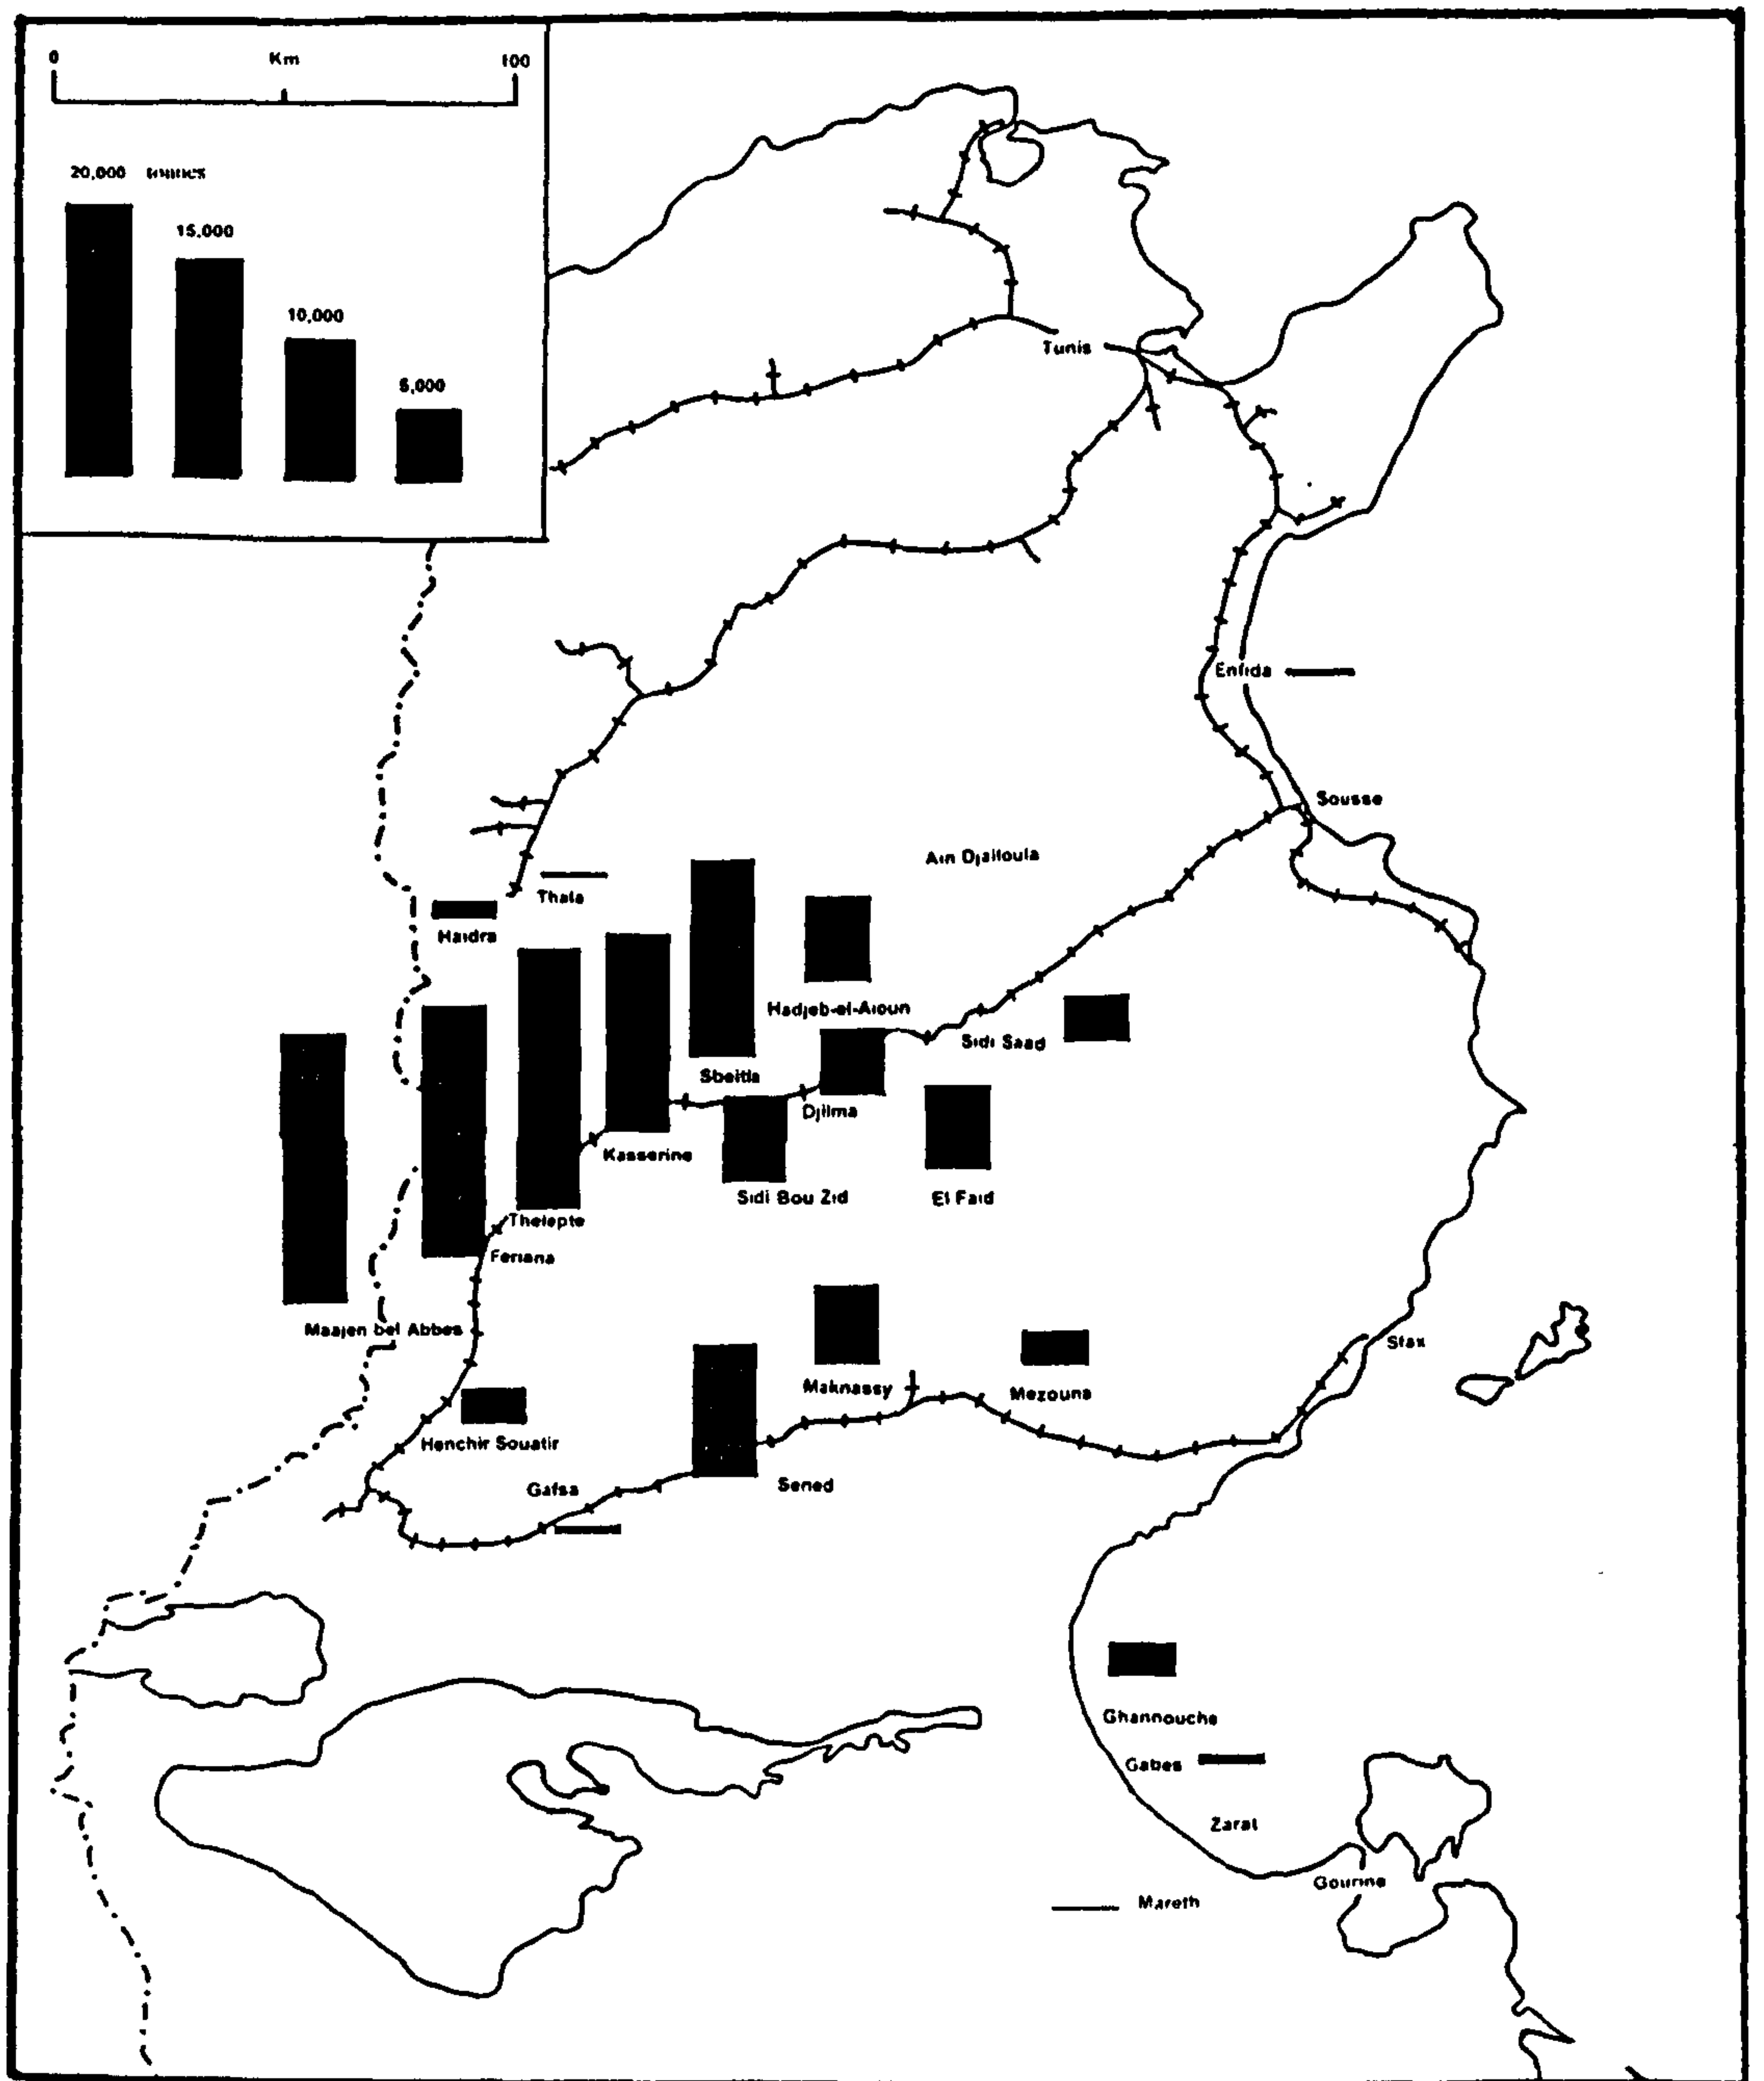 0 Km 100
20,000 tonnes
15,000
10,000
5,000
Tunis
Enfida
Sousse
Ain Djalloula
Thala
Haidra
Hadjeb-el-Aioun
Sidi Saad
Sbeitla
Djilma
Kasserine
Sidi Bou Zid
El Faid
Thelepte
Feriana
Maajen bel Abbes
Sfax
Maknassy
Mezouna
Henchir Souatir
Gafsa
Sened
Ghannouche
Gabes
Zarat
Gourine
Mareth